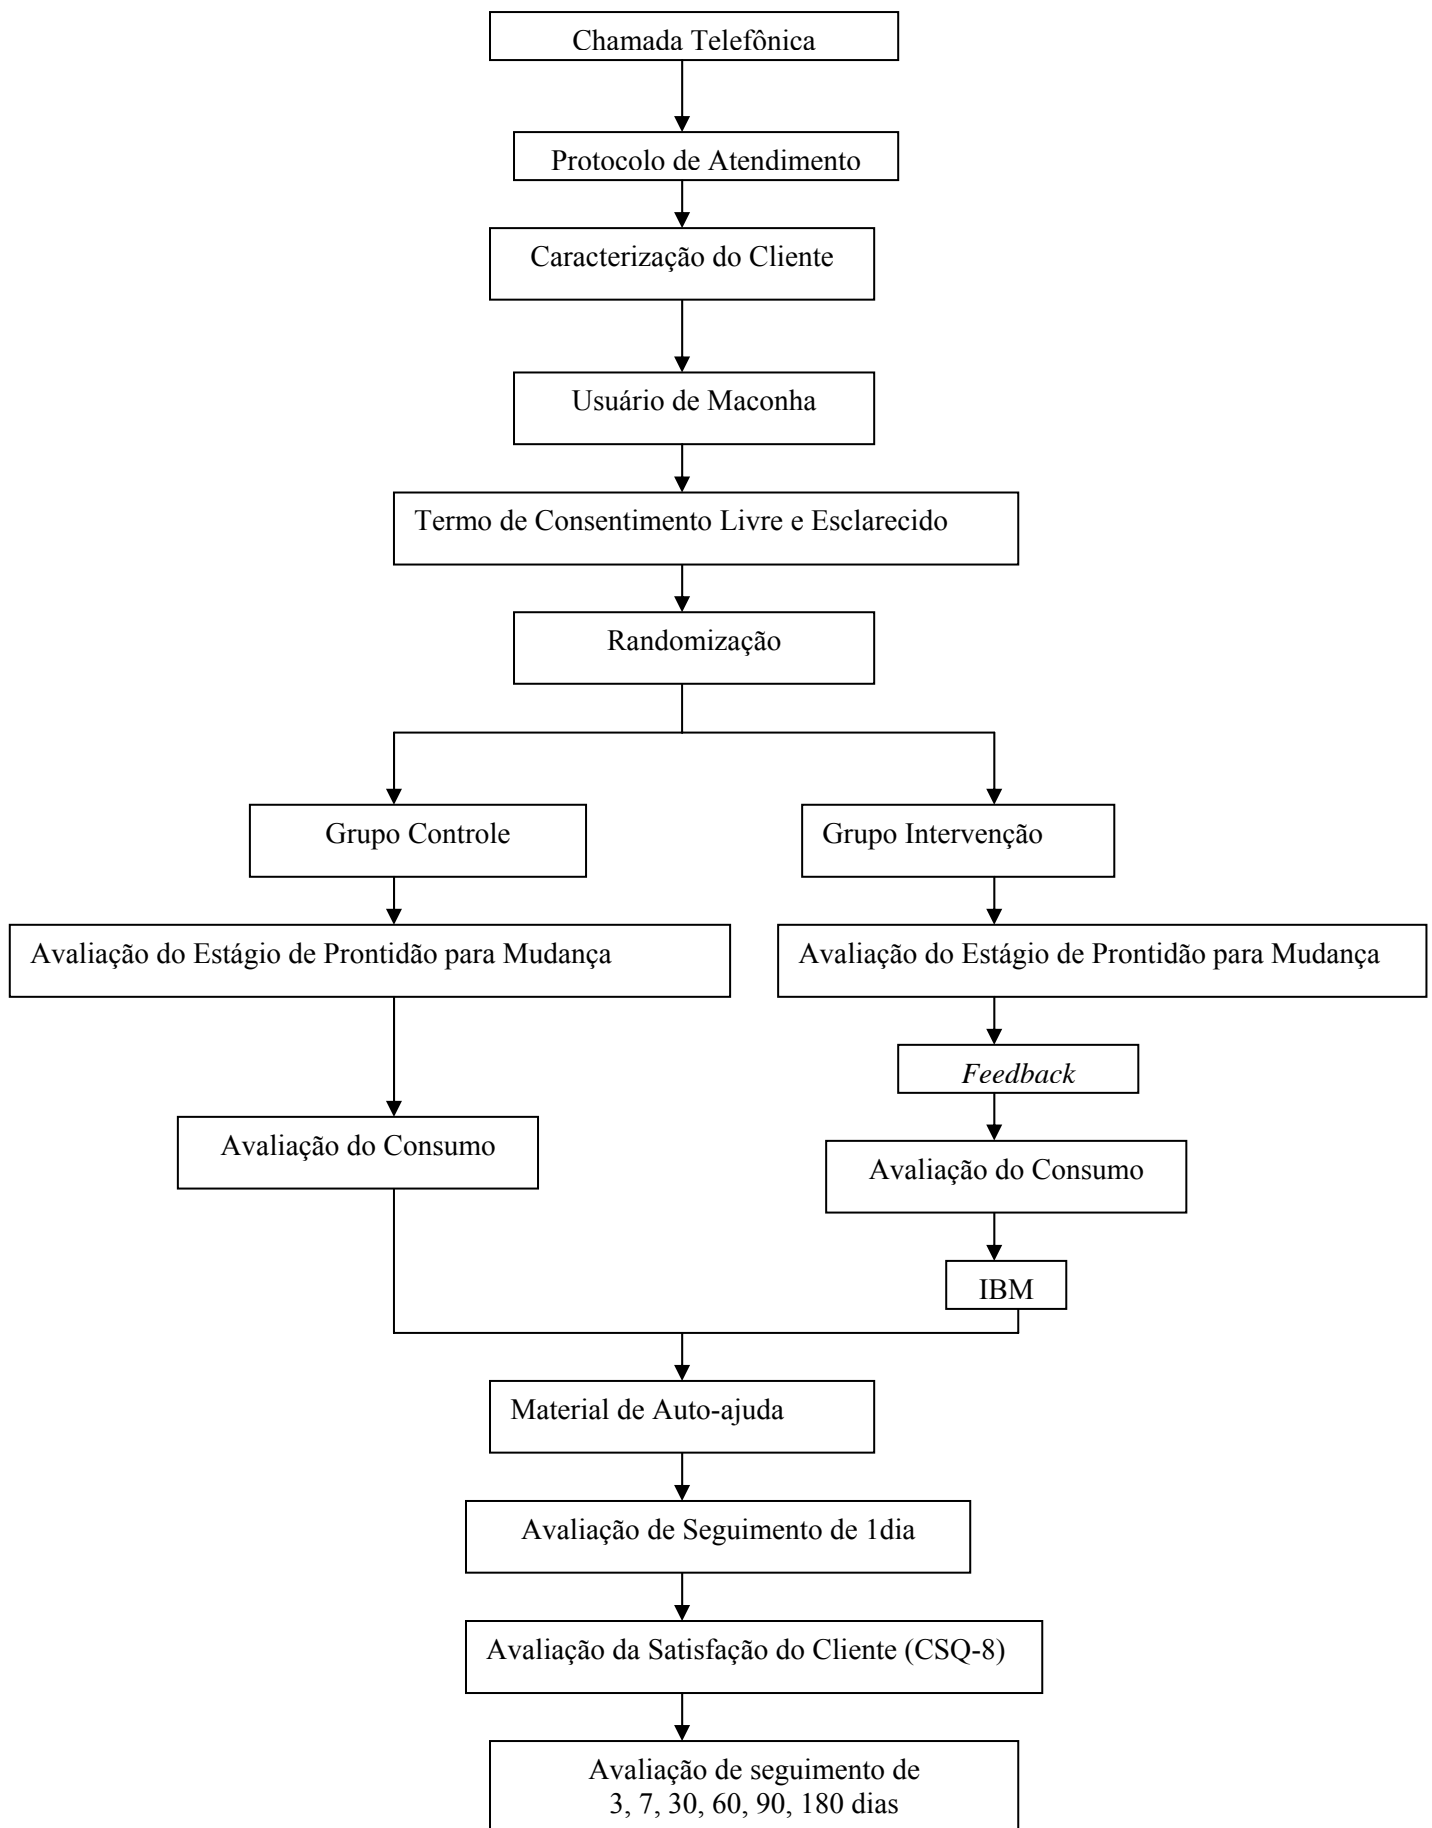 Chamada Telefônica
Protocolo de Atendimento
Caracterização do Cliente
Usuário de Maconha
Termo de Consentimento Livre e Esclarecido
Randomização
Grupo Controle
Grupo Intervenção
Avaliação do Estágio de Prontidão para Mudança
Avaliação do Estágio de Prontidão para Mudança
Feedback
Avaliação do Consumo
Avaliação do Consumo
IBM
Material de Auto-ajuda
Avaliação de Seguimento de 1dia
Avaliação da Satisfação do Cliente (CSQ-8)
Avaliação de seguimento de
3, 7, 30, 60, 90, 180 dias